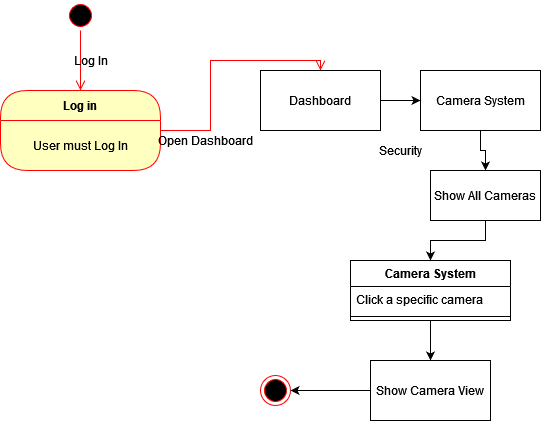 Log In
Log in
User must Log In
Open Dashboard
Dashboard
Camera System
Security
Show All Cameras
Camera System
Click a specific camera
Show Camera View